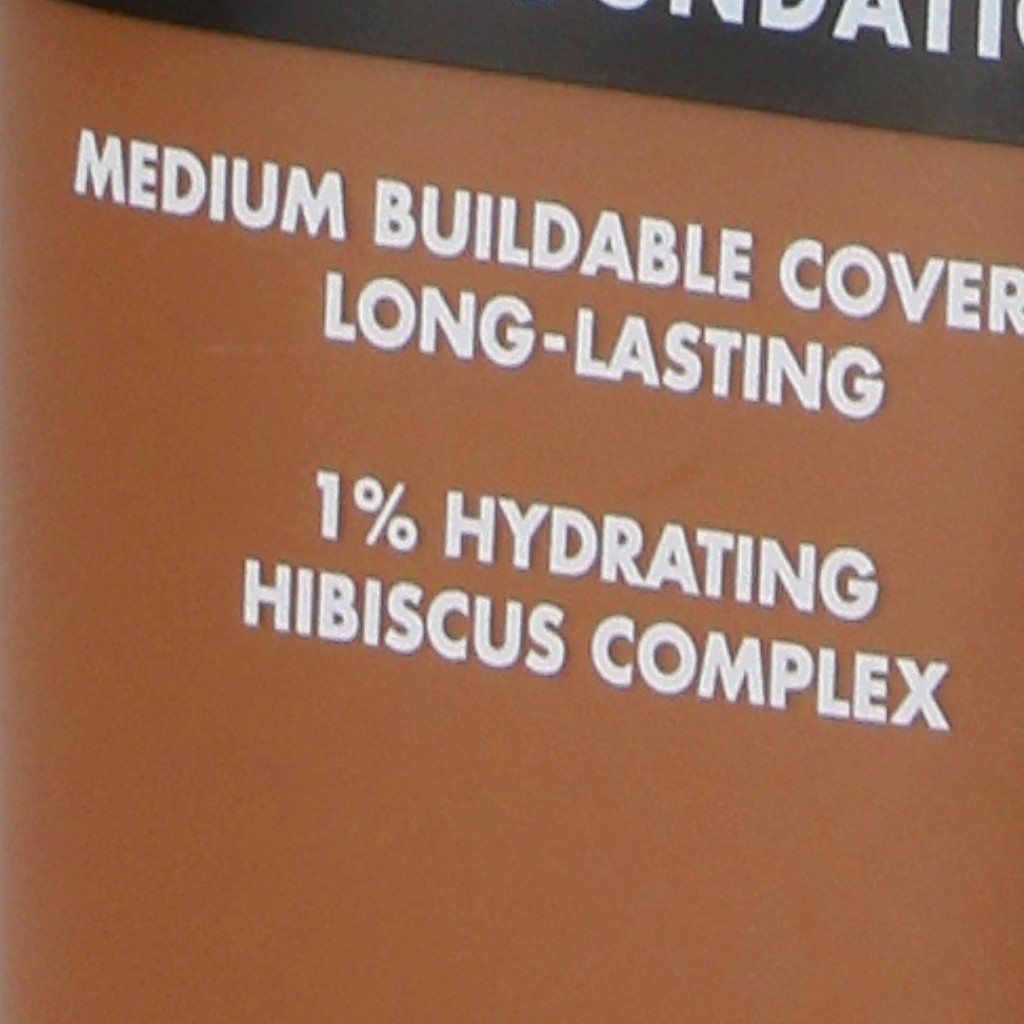 MEDIUM BUILDABLE COVER
LONG-LASTING
1% HYDRATING
HIBISCUS COMPLEX